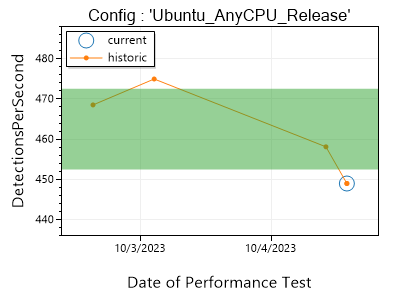 Config : 'Ubuntu_AnyCPU_Release'
current
historic
480
470
460
450
440
DetectionsPerSecond
10/3/2023
10/4/2023
Date of Performance Test